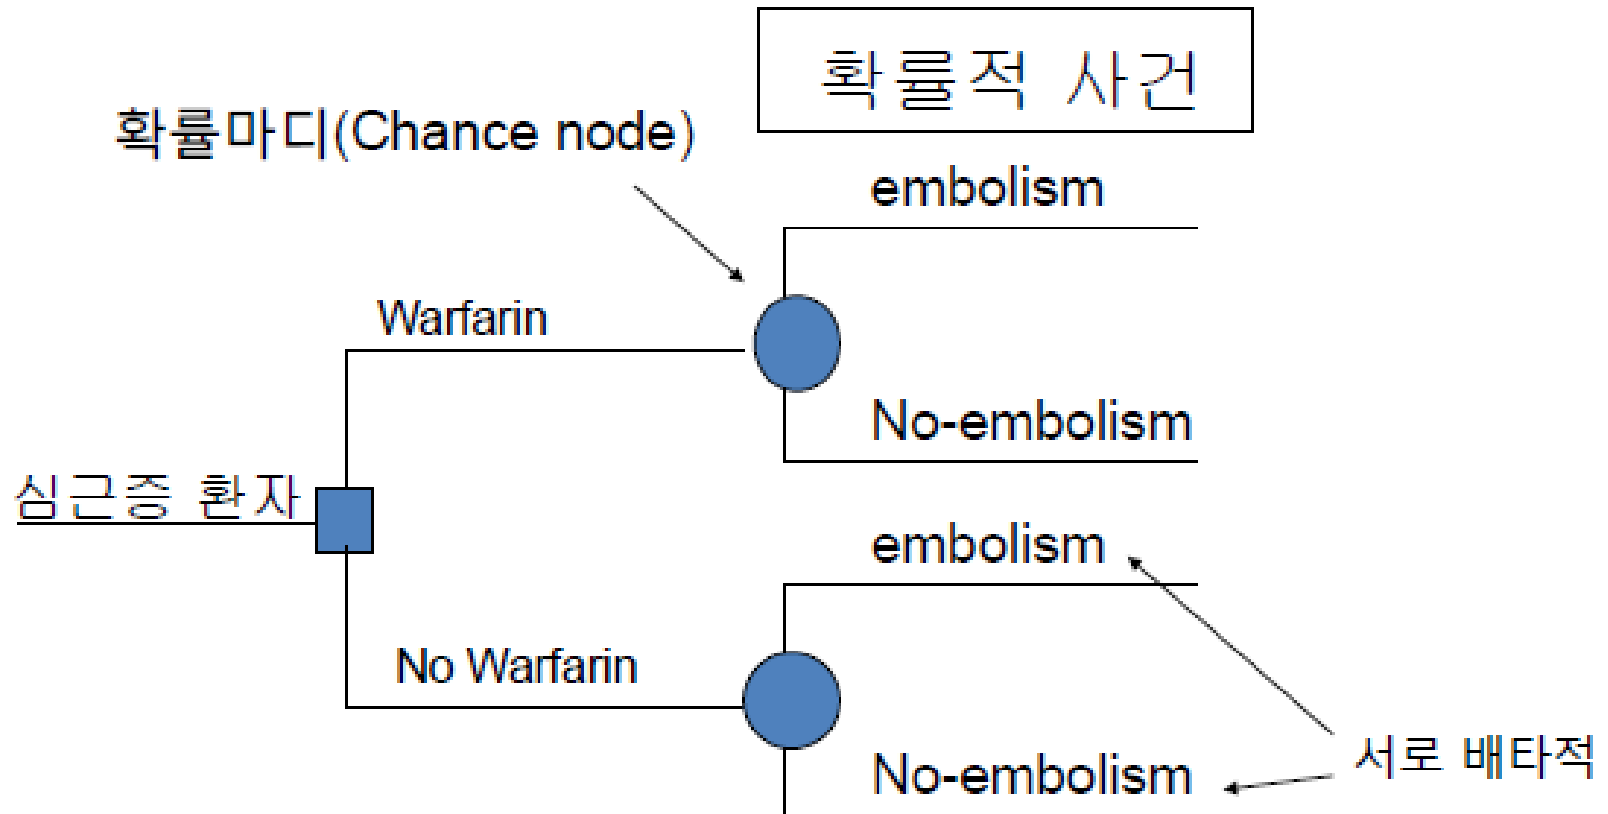 확률적 사건
확률마디(Chance node)
embolism
Warfarin
No-embolism
심근증 환자
embolism
No Warfarin
서로 배타적
No-embolism